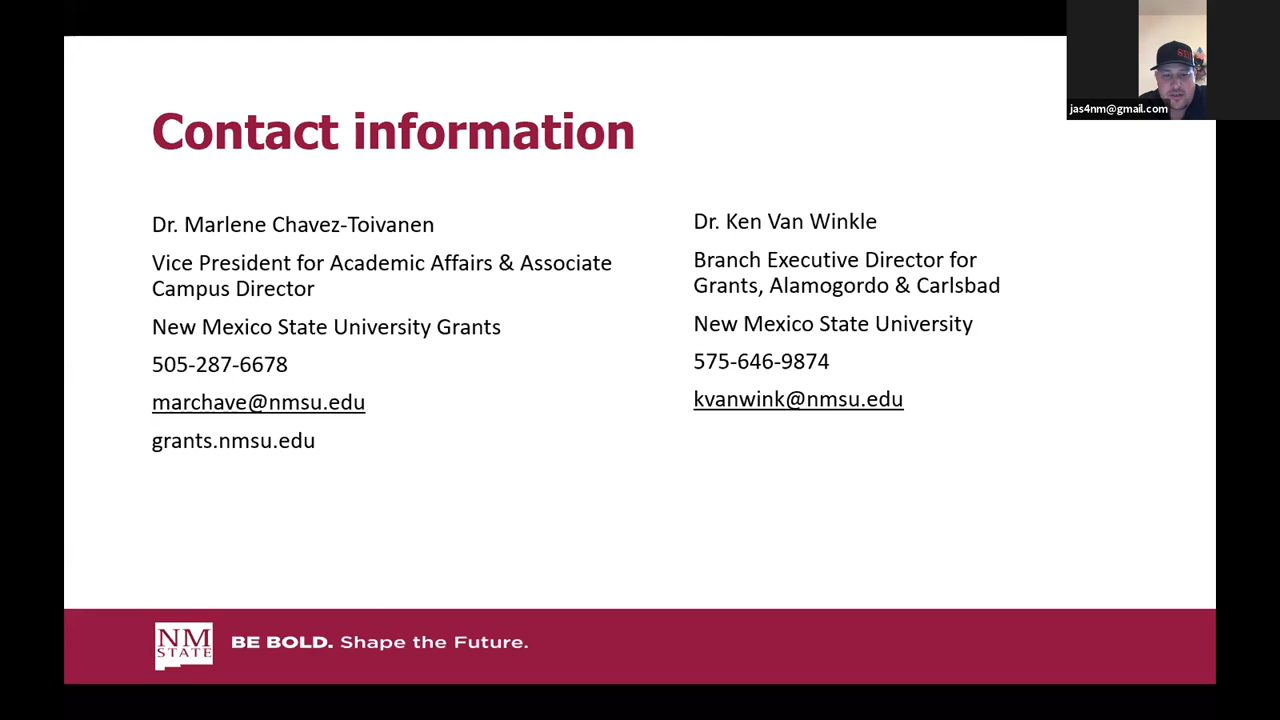 Contact information
Dr. Marlene Chavez-Toivanen
Vice President for Academic Affairs & Associate
Campus Director
New Mexico State University Grants
505-287-6678
marchave@nmsu.edu
grants.nmsu.edu
Dr. Ken Van Winkle
Branch Executive Director for
Grants, Alamogordo & Carlsbad
New Mexico State University
575-646-9874
kvanwink@nmsu.edu
NM
STATE
BE BOLD. Shape the Future.
jas4nm@gmail.com